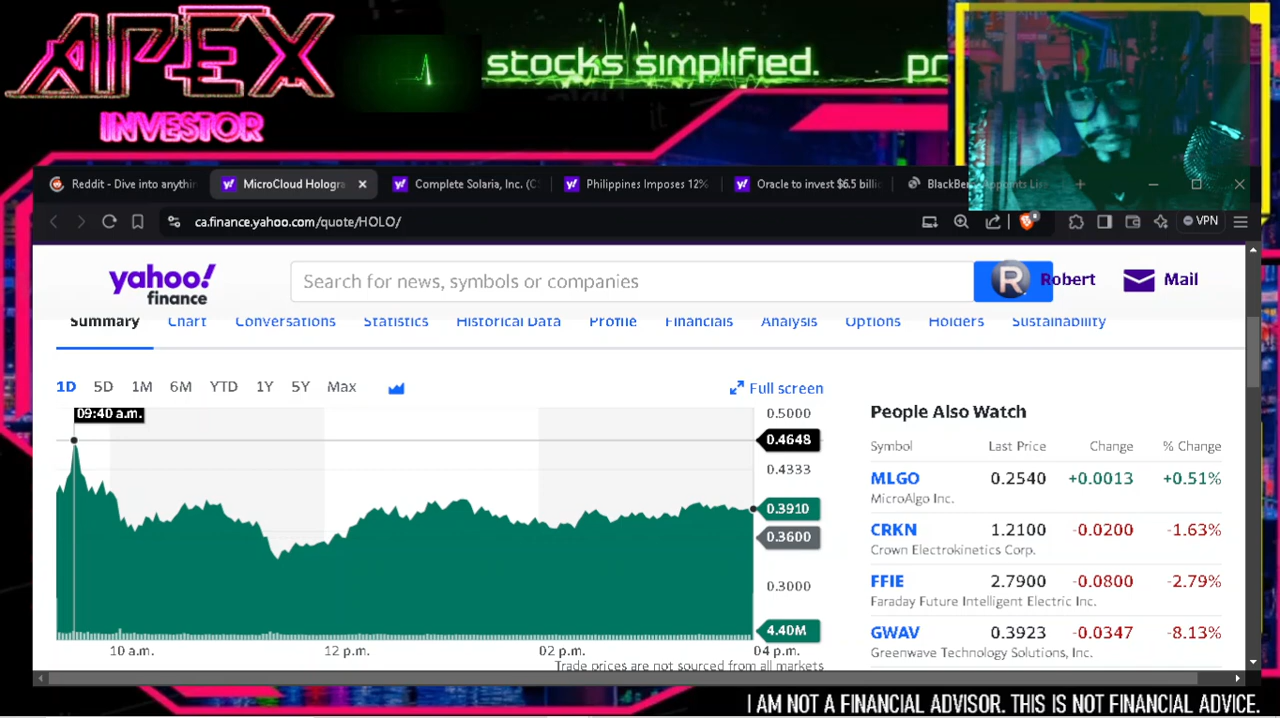 APEX
INVESTOR
stocks simplified.
pr
Reddit - Dive into anythin
MicroCloud Hologra
Complete Solaria, Inc. (C
Philippines Imposes 12%
Oracle to invest $6.5 billi
BlackBerry Appoints Li
ca.finance.yahoo.com/quote/HOLO/
VPN
yahoo!
finance
Search for news, symbols or companies
R
Robert
Mail
Summary
Chart
Conversations
Statistics
Historical Data
Profile
Financials
Analysis
Options
Holders
Sustainability
1D 5D 1M 6M YTD 1Y 5Y Max
Full screen
09:40 a.m.
0.5000
0.4648
0.4333
0.3910
0.3600
0.3000
4.40M
10 a.m. 12 p.m. 02 p.m. 04 p.m.
Trade prices are not sourced from all markets
People Also Watch
Symbol Last Price Change % Change
MLGO 0.2540 +0.0013 +0.51%
MicroAlgo Inc.
CRKN 1.2100 -0.0200 -1.63%
Crown Electrokinetics Corp.
FFIE 2.7900 -0.0800 -2.79%
Faraday Future Intelligent Electric Inc.
GWAV 0.3923 -0.0347 -8.13%
Greenwave Technology Solutions, Inc.
I AM NOT A FINANCIAL ADVISOR. THIS IS NOT FINANCIAL ADVICE.